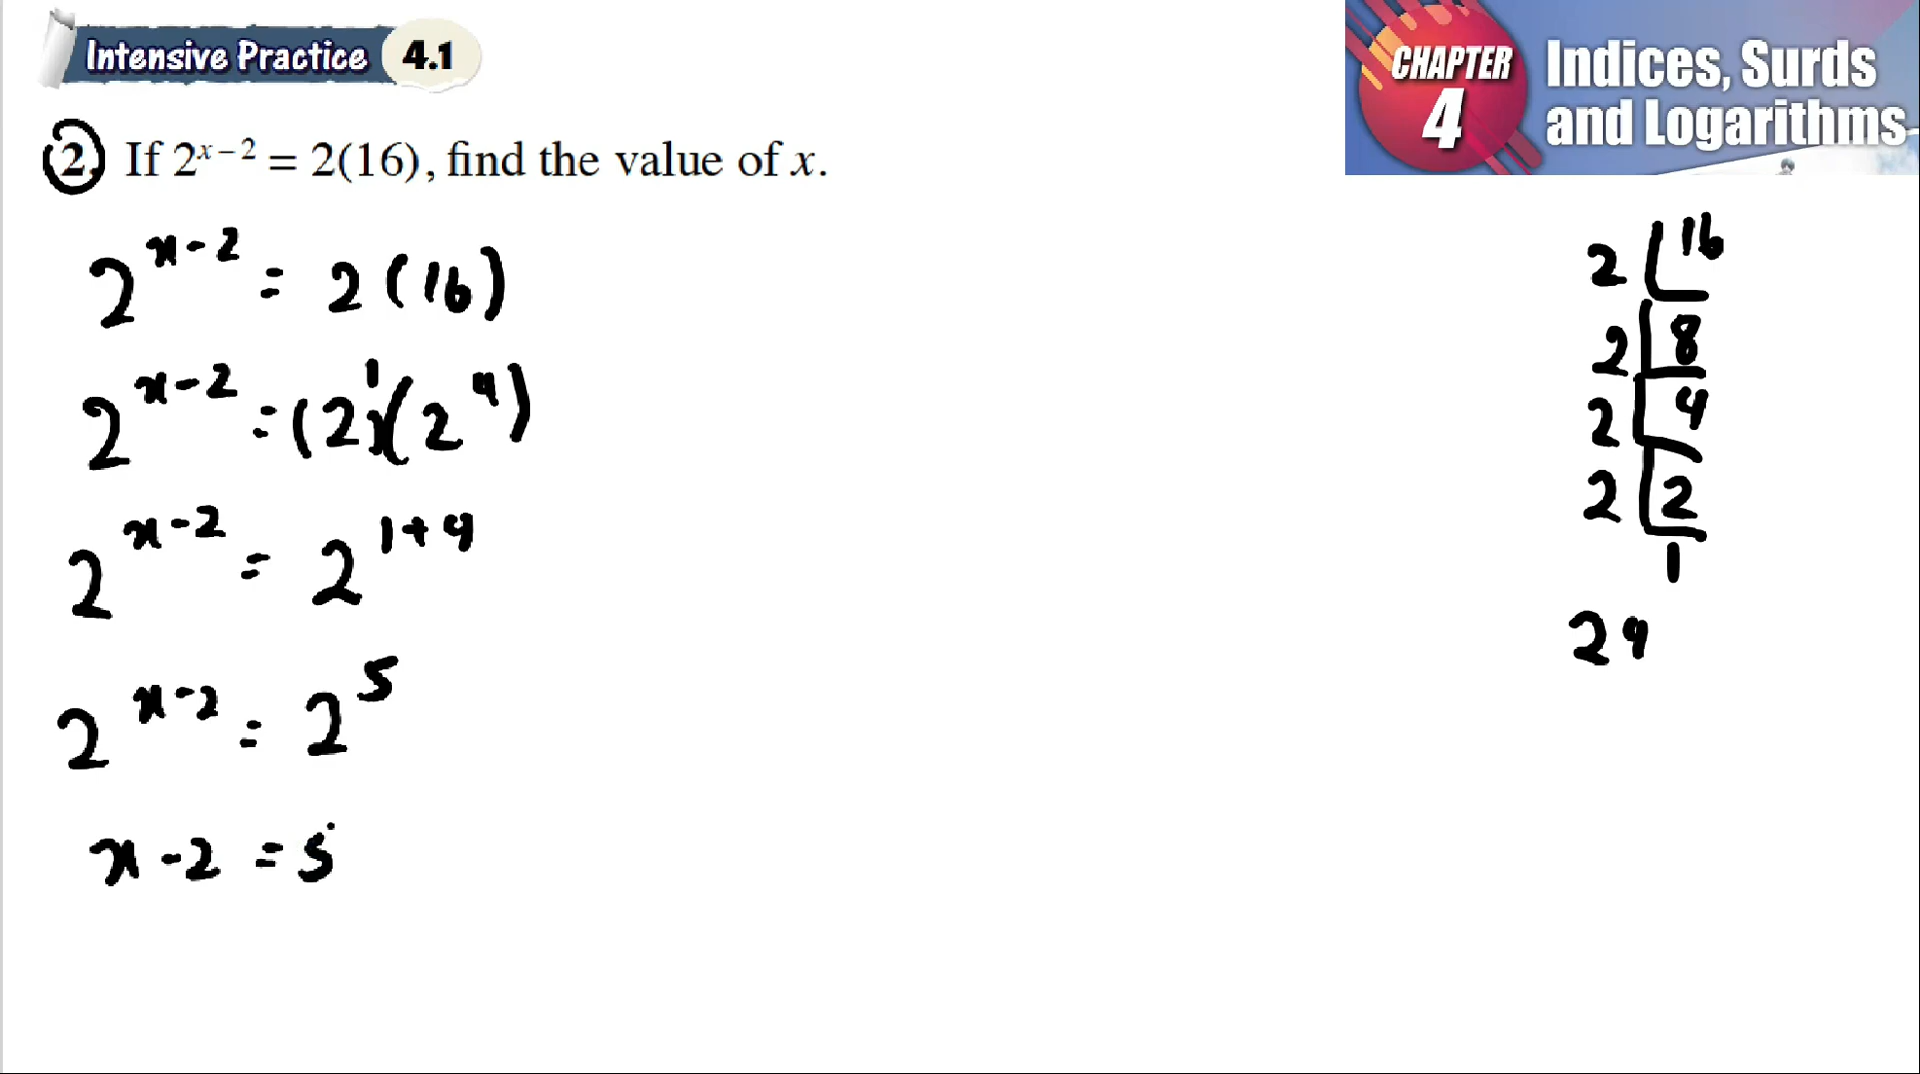 Intensive Practice 4.1
CHAPTER 4
Indices, Surds
and Logarithms
2. If 2^{x-2} = 2(16), find the value of x.
2^{x-2} = 2(16)
2^{x-2} = (2^1)(2^4)
2^{x-2} = 2^{1+4}
2^{x-2} = 2^5
x-2 = 5
2 16
2 8
2 4
2 2
1
2^4